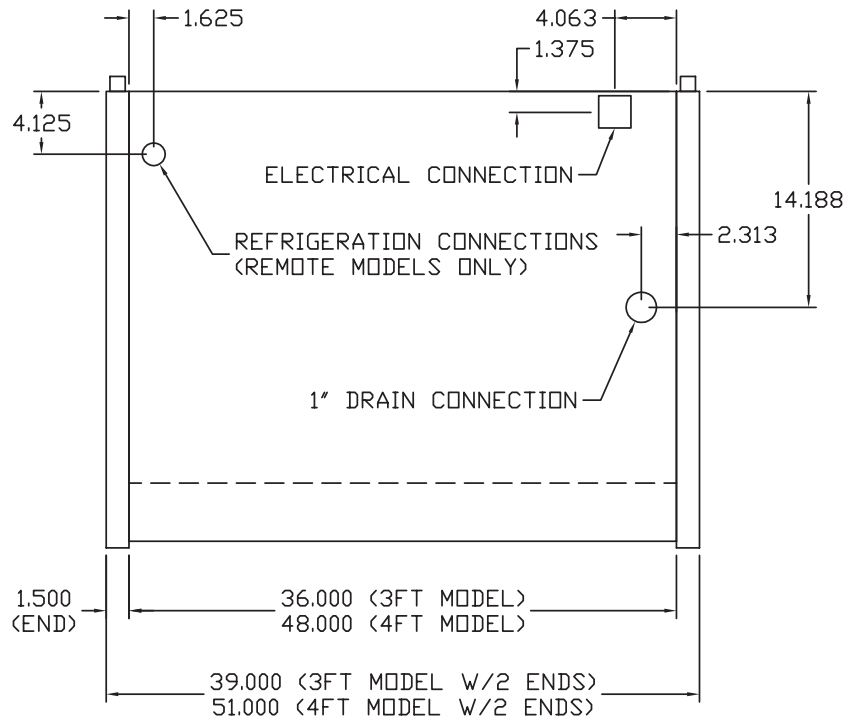 1.625
4.063
1.375
4.125
ELECTRICAL CONNECTION
14.188
REFRIGERATION CONNECTIONS
(REMOTE MODELS ONLY)
2.313
1" DRAIN CONNECTION
1.500
(END)
36.000 (3FT MODEL)
48.000 (4FT MODEL)
39.000 (3FT MODEL W/2 ENDS)
51.000 (4FT MODEL W/2 ENDS)